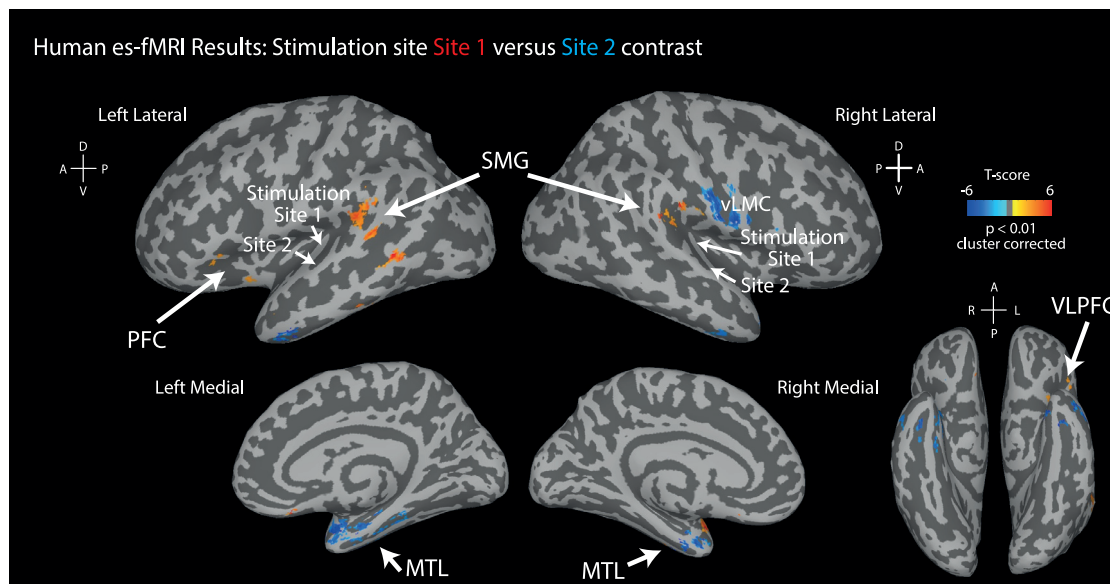 Human es-fMRI Results: Stimulation site Site 1 versus Site 2 contrast
Left Lateral
Right Lateral
D
A P
V
D
P A
V
SMG
T-score
-6 6
p < 0.01
cluster corrected
Stimulation
Site 1
Site 2
vLMC
Stimulation
Site 1
Site 2
PFC
A
R L
P
VLPFC
Left Medial
Right Medial
MTL
MTL